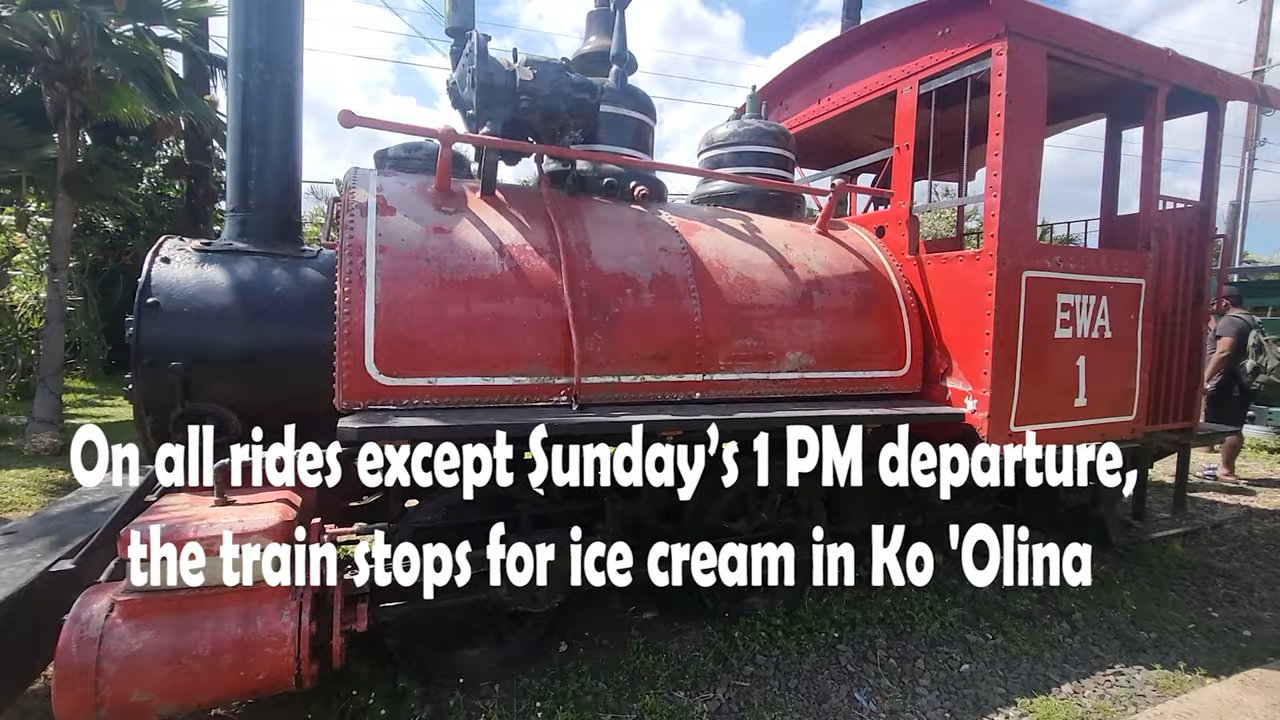 EWA
1
On all rides except Sunday's 1 PM departure,
the train stops for ice cream in Ko 'Olina